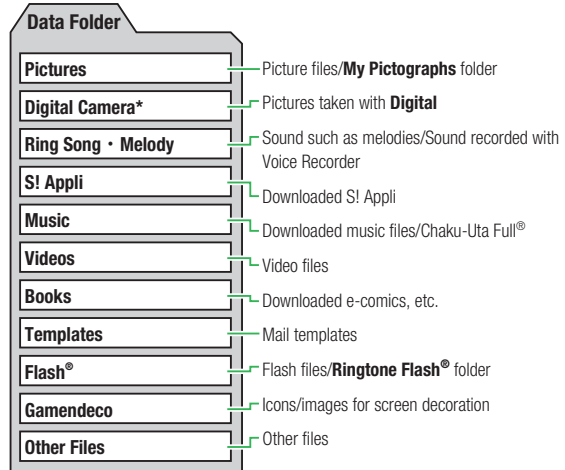 Data Folder
Pictures
Picture files/My Pictographs folder
Digital Camera*
Pictures taken with Digital
Ring Song・Melody
Sound such as melodies/Sound recorded with
Voice Recorder
S! Appli
Downloaded S! Appli
Music
Downloaded music files/Chaku-Uta Full®
Videos
Video files
Books
Downloaded e-comics, etc.
Templates
Mail templates
Flash®
Flash files/Ringtone Flash® folder
Gamendeco
Icons/images for screen decoration
Other Files
Other files